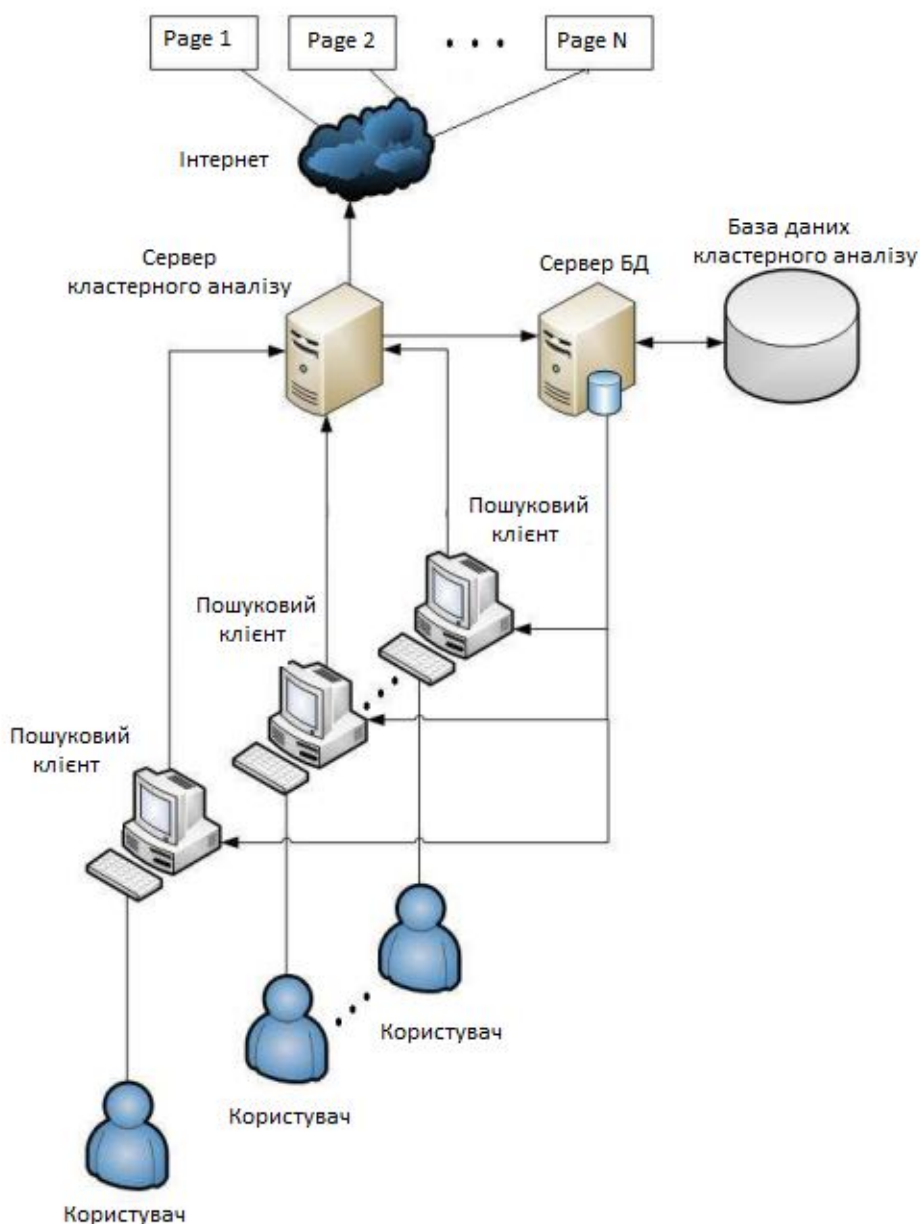 Page 1
Page 2
Page N
Інтернет
База даних
кластерного аналізу
Сервер
кластерного аналізу
Сервер БД
Пошуковий
клієнт
Пошуковий
клієнт
Пошуковий
клієнт
Користувач
Користувач
Користувач